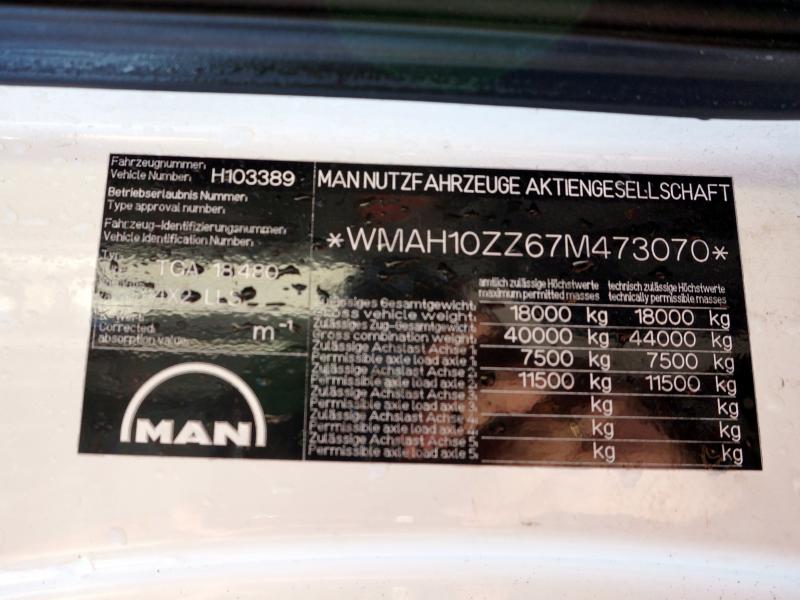 Fahrzeugnummer:
Vehicle Number: H103389
Betriebserlaubnis Nummer:
Type approval number:
Fahrzeug-Identifizierungsnummer:
Vehicle Identification Number:
TGA 18.480
4X2 LLS
Corrected
absorption value: m⁻¹
MAN
MAN NUTZFAHRZEUGE AKTIENGESELLSCHAFT
*WMAH10ZZ67M473070*
amtlich zulässige Höchstwerte technisch zulässige Höchstwerte
maximum permitted masses technically permissible masses
Zulässiges Gesamtgewicht:
Gross vehicle weight: 18000 kg 18000 kg
Zulässiges Zug-Gesamtgewicht:
Gross combination weight: 40000 kg 44000 kg
Zulässige Achslast Achse 1:
Permissible axle load axle 1: 7500 kg 7500 kg
Zulässige Achslast Achse 2:
Permissible axle load axle 2: 11500 kg 11500 kg
Zulässige Achslast Achse 3:
Permissible axle load axle 3: kg kg
Zulässige Achslast Achse 4:
Permissible axle load axle 4: kg kg
Zulässige Achslast Achse 5:
Permissible axle load axle 5: kg kg